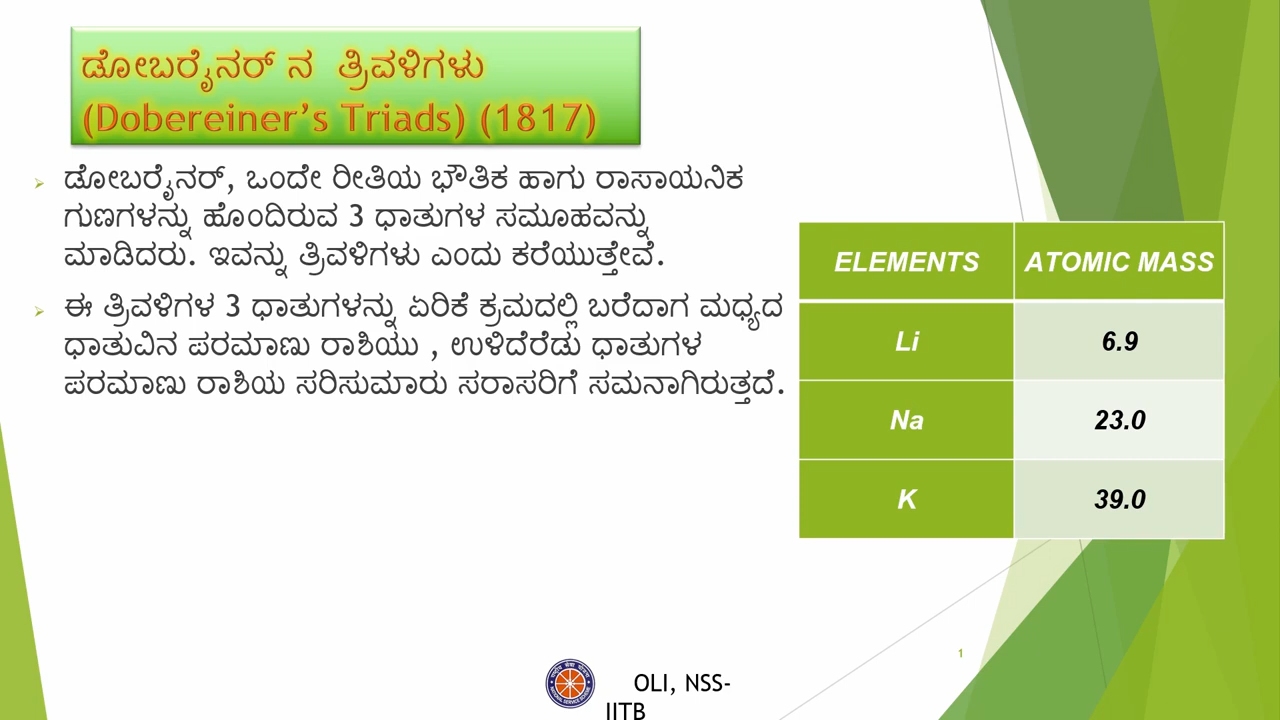 ಡೋಬರೈನರ್ ನ ತ್ರಿವಳಿಗಳು
(Dobereiner’s Triads) (1817)
ಡೋಬರೈನರ್, ಒಂದೇ ರೀತಿಯ ಭೌತಿಕ ಹಾಗು ರಾಸಾಯನಿಕ
ಗುಣಗಳನ್ನು ಹೊಂದಿರುವ 3 ಧಾತುಗಳ ಸಮೂಹವನ್ನು
ಮಾಡಿದರು. ಇವನ್ನು ತ್ರಿವಳಿಗಳು ಎಂದು ಕರೆಯುತ್ತೇವೆ.
ಈ ತ್ರಿವಳಿಗಳ 3 ಧಾತುಗಳನ್ನು ಏರಿಕೆ ಕ್ರಮದಲ್ಲಿ ಬರೆದಾಗ ಮಧ್ಯದ
ಧಾತುವಿನ ಪರಮಾಣು ರಾಶಿಯು , ಉಳಿದೆರೆಡು ಧಾತುಗಳ
ಪರಮಾಣು ರಾಶಿಯ ಸರಿಸುಮಾರು ಸರಾಸರಿಗೆ ಸಮನಾಗಿರುತ್ತದೆ.
ELEMENTS ATOMIC MASS
Li 6.9
Na 23.0
K 39.0
1
OLI, NSS-
IITB